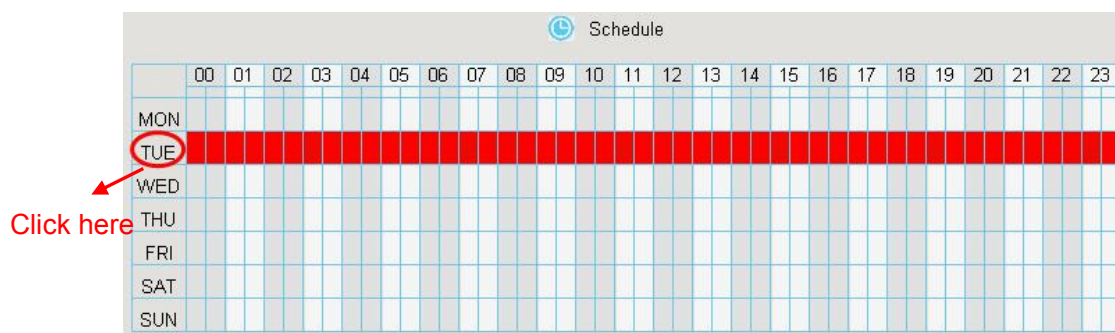 Schedule
00 01 02 03 04 05 06 07 08 09 10 11 12 13 14 15 16 17 18 19 20 21 22 23
MON
TUE
WED
Click here
THU
FRI
SAT
SUN